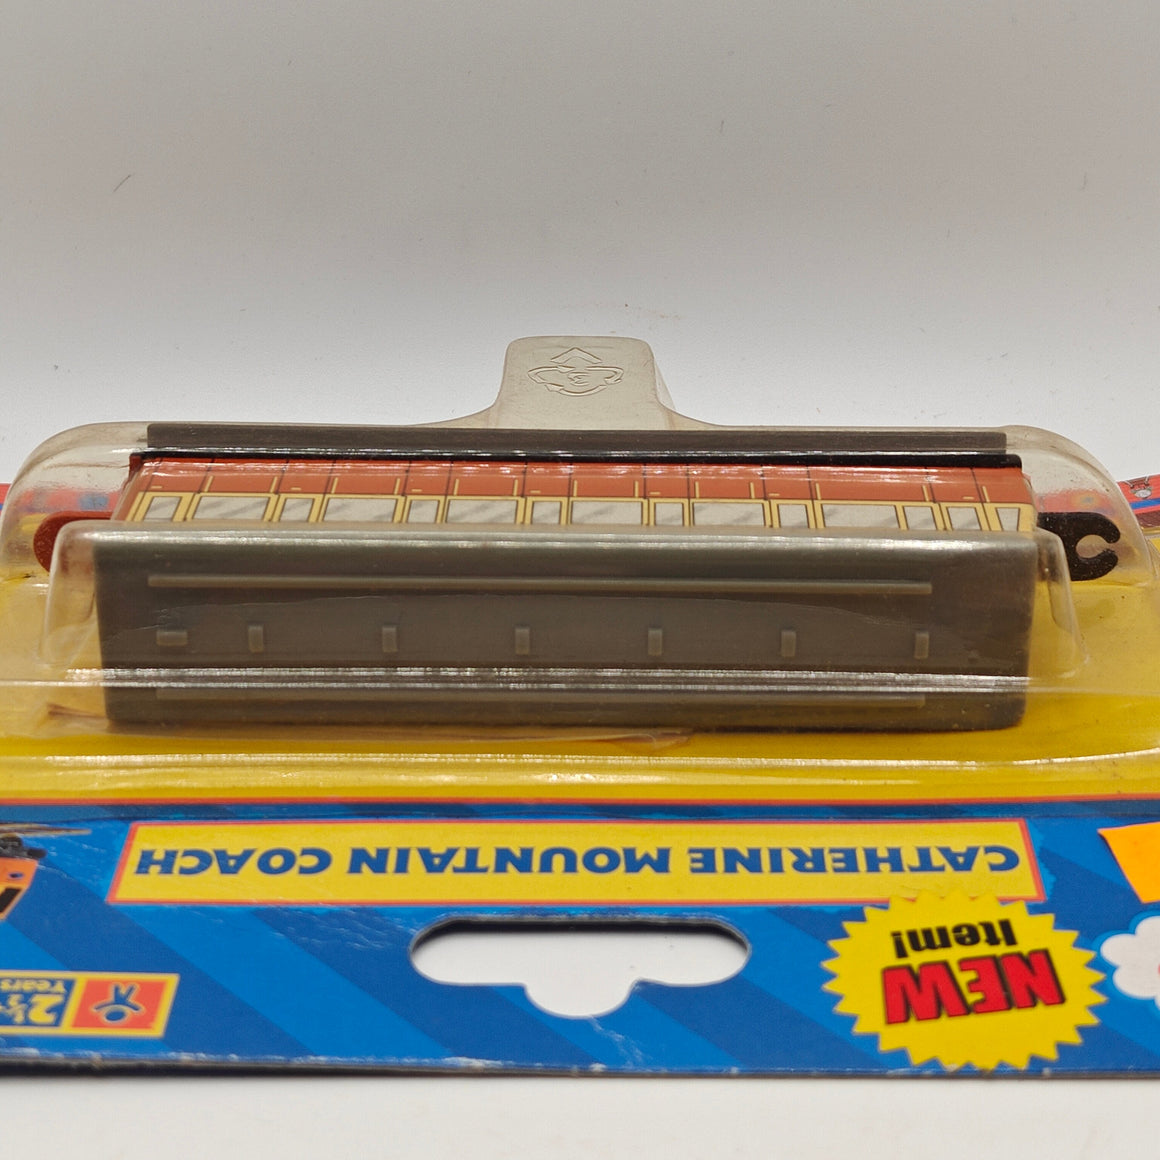 CATHERINE MOUNTAIN COACH
NEW
Item!
2½+
Years